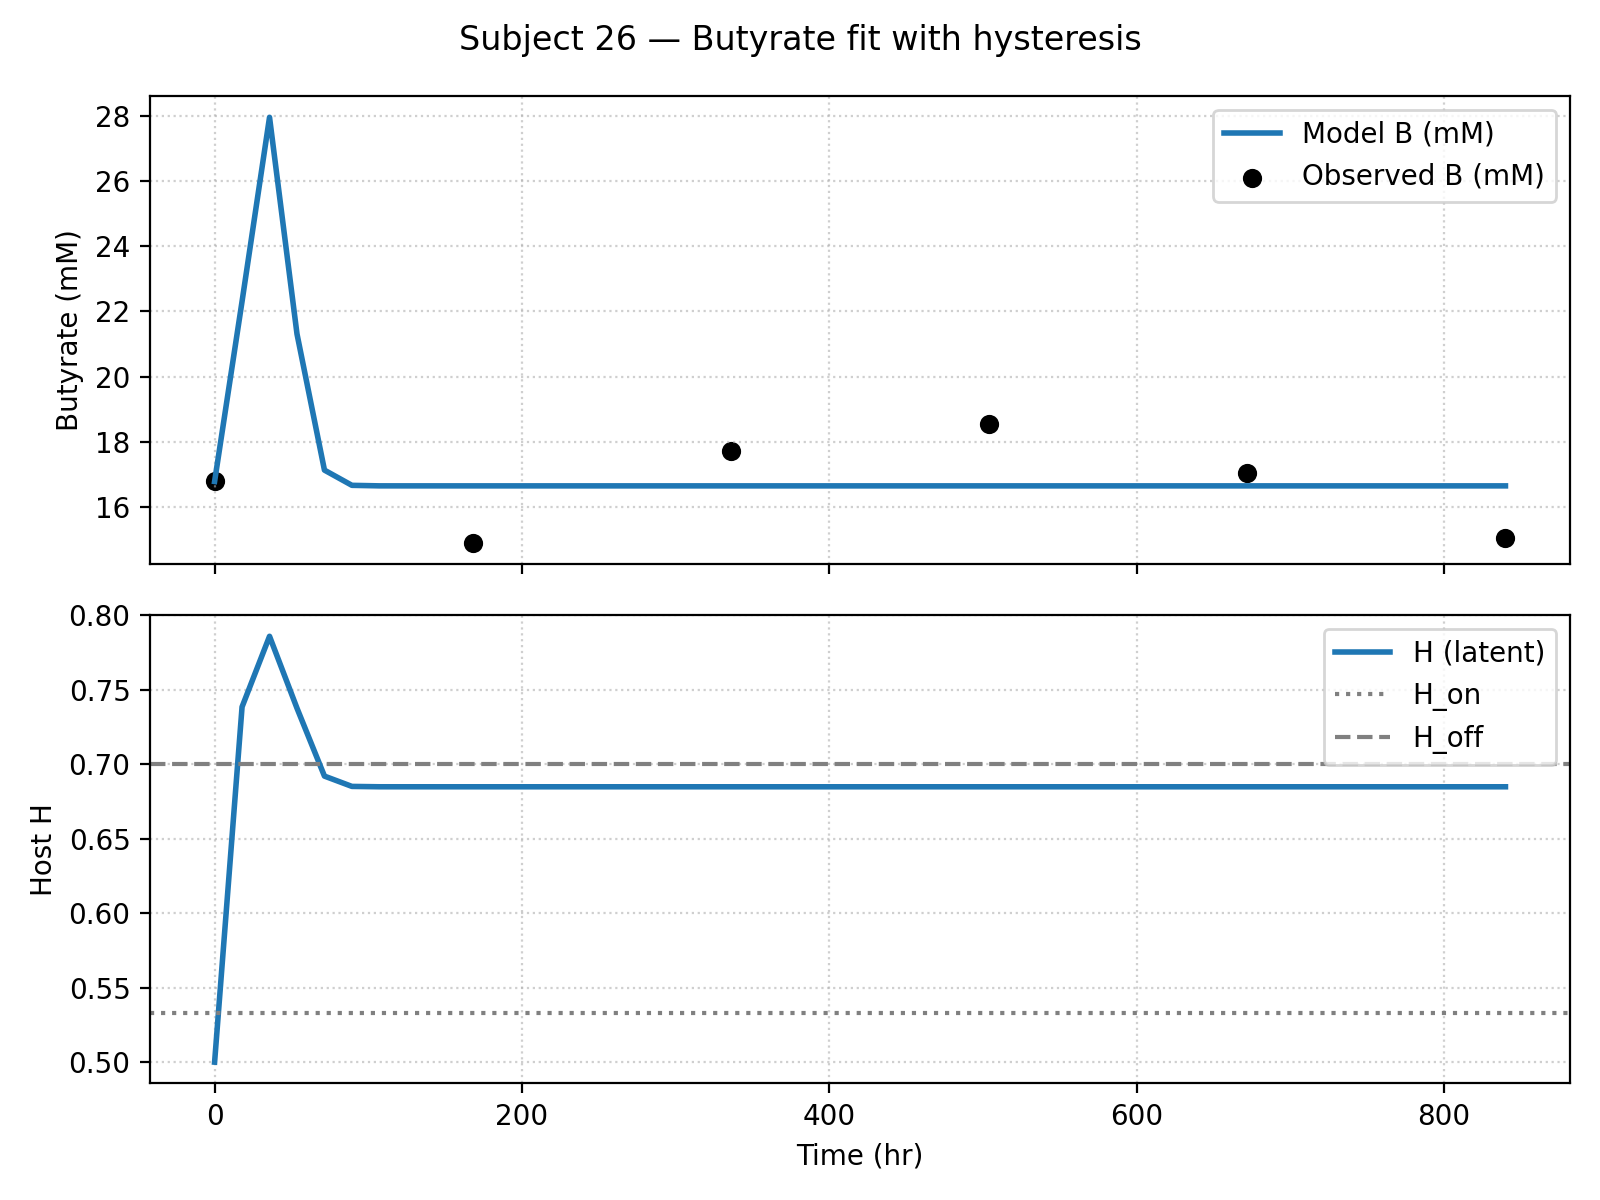 Subject 26 — Butyrate fit with hysteresis
28
26
24
22
20
18
16
Butyrate (mM)
Model B (mM)
Observed B (mM)
0.80
0.75
0.70
0.65
0.60
0.55
0.50
Host H
H (latent)
H_on
H_off
0 200 400 600 800
Time (hr)